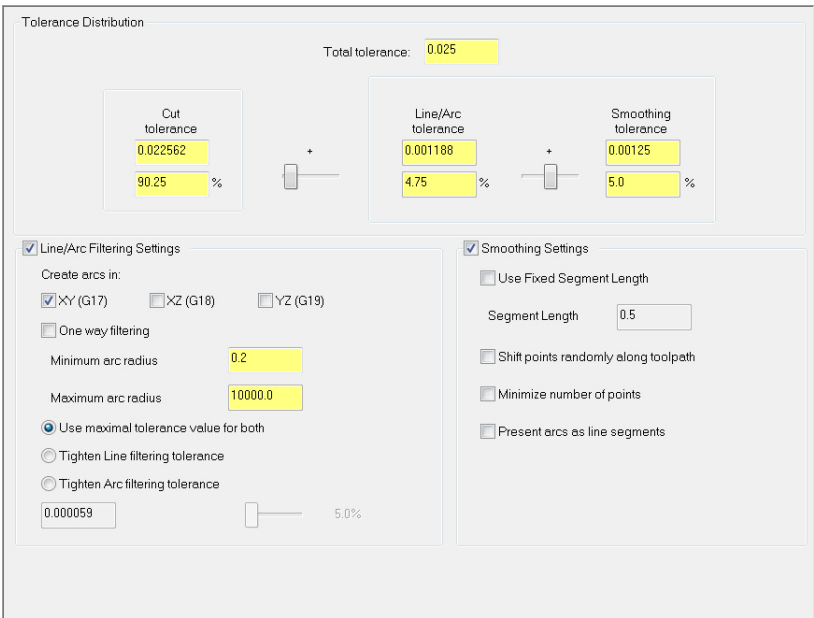 Tolerance Distribution
Total tolerance: 0.025
Cut
tolerance
0.022562
90.25 %
+
Line/Arc
tolerance
0.001188
4.75 %
+
Smoothing
tolerance
0.00125
5.0 %
Line/Arc Filtering Settings
Create arcs in:
XY (G17) XZ (G18) YZ (G19)
One way filtering
Minimum arc radius 0.2
Maximum arc radius 10000.0
Use maximal tolerance value for both
Tighten Line filtering tolerance
Tighten Arc filtering tolerance
0.000059 5.0%
Smoothing Settings
Use Fixed Segment Length
Segment Length 0.5
Shift points randomly along toolpath
Minimize number of points
Present arcs as line segments